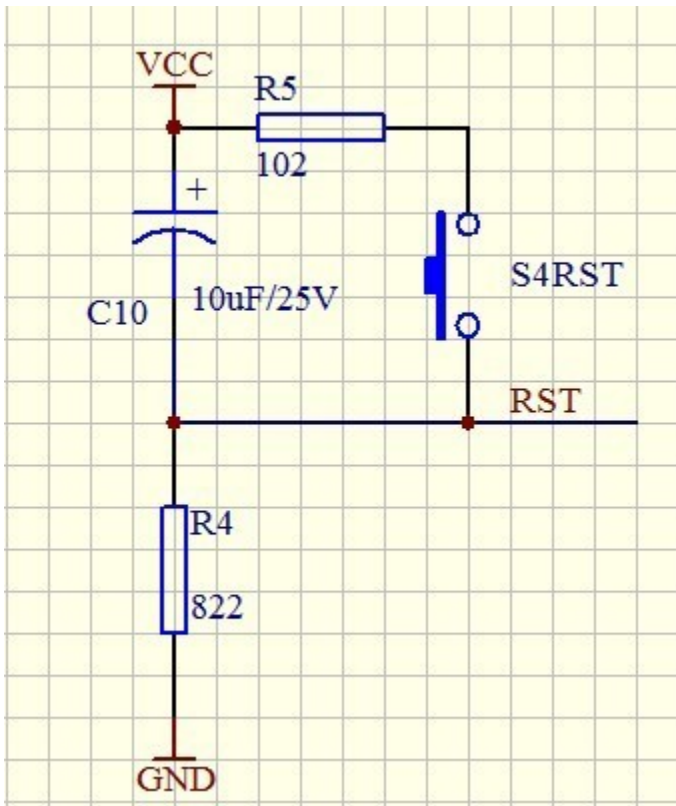 VCC
R5
102
+
C10
10uF/25V
S4RST
RST
R4
822
GND